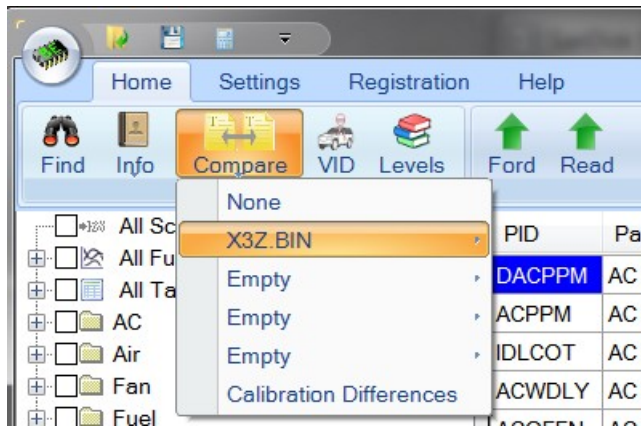 Home Settings Registration Help
Find Info Compare VID Levels Ford Read
None
X3Z.BIN
Empty
Empty
Empty
Calibration Differences
All Sc
All Fu
All Ta
AC
Air
Fan
Fuel
PID Pa
DACPPM AC
ACPPM AC
IDLCOT AC
ACWDLY AC